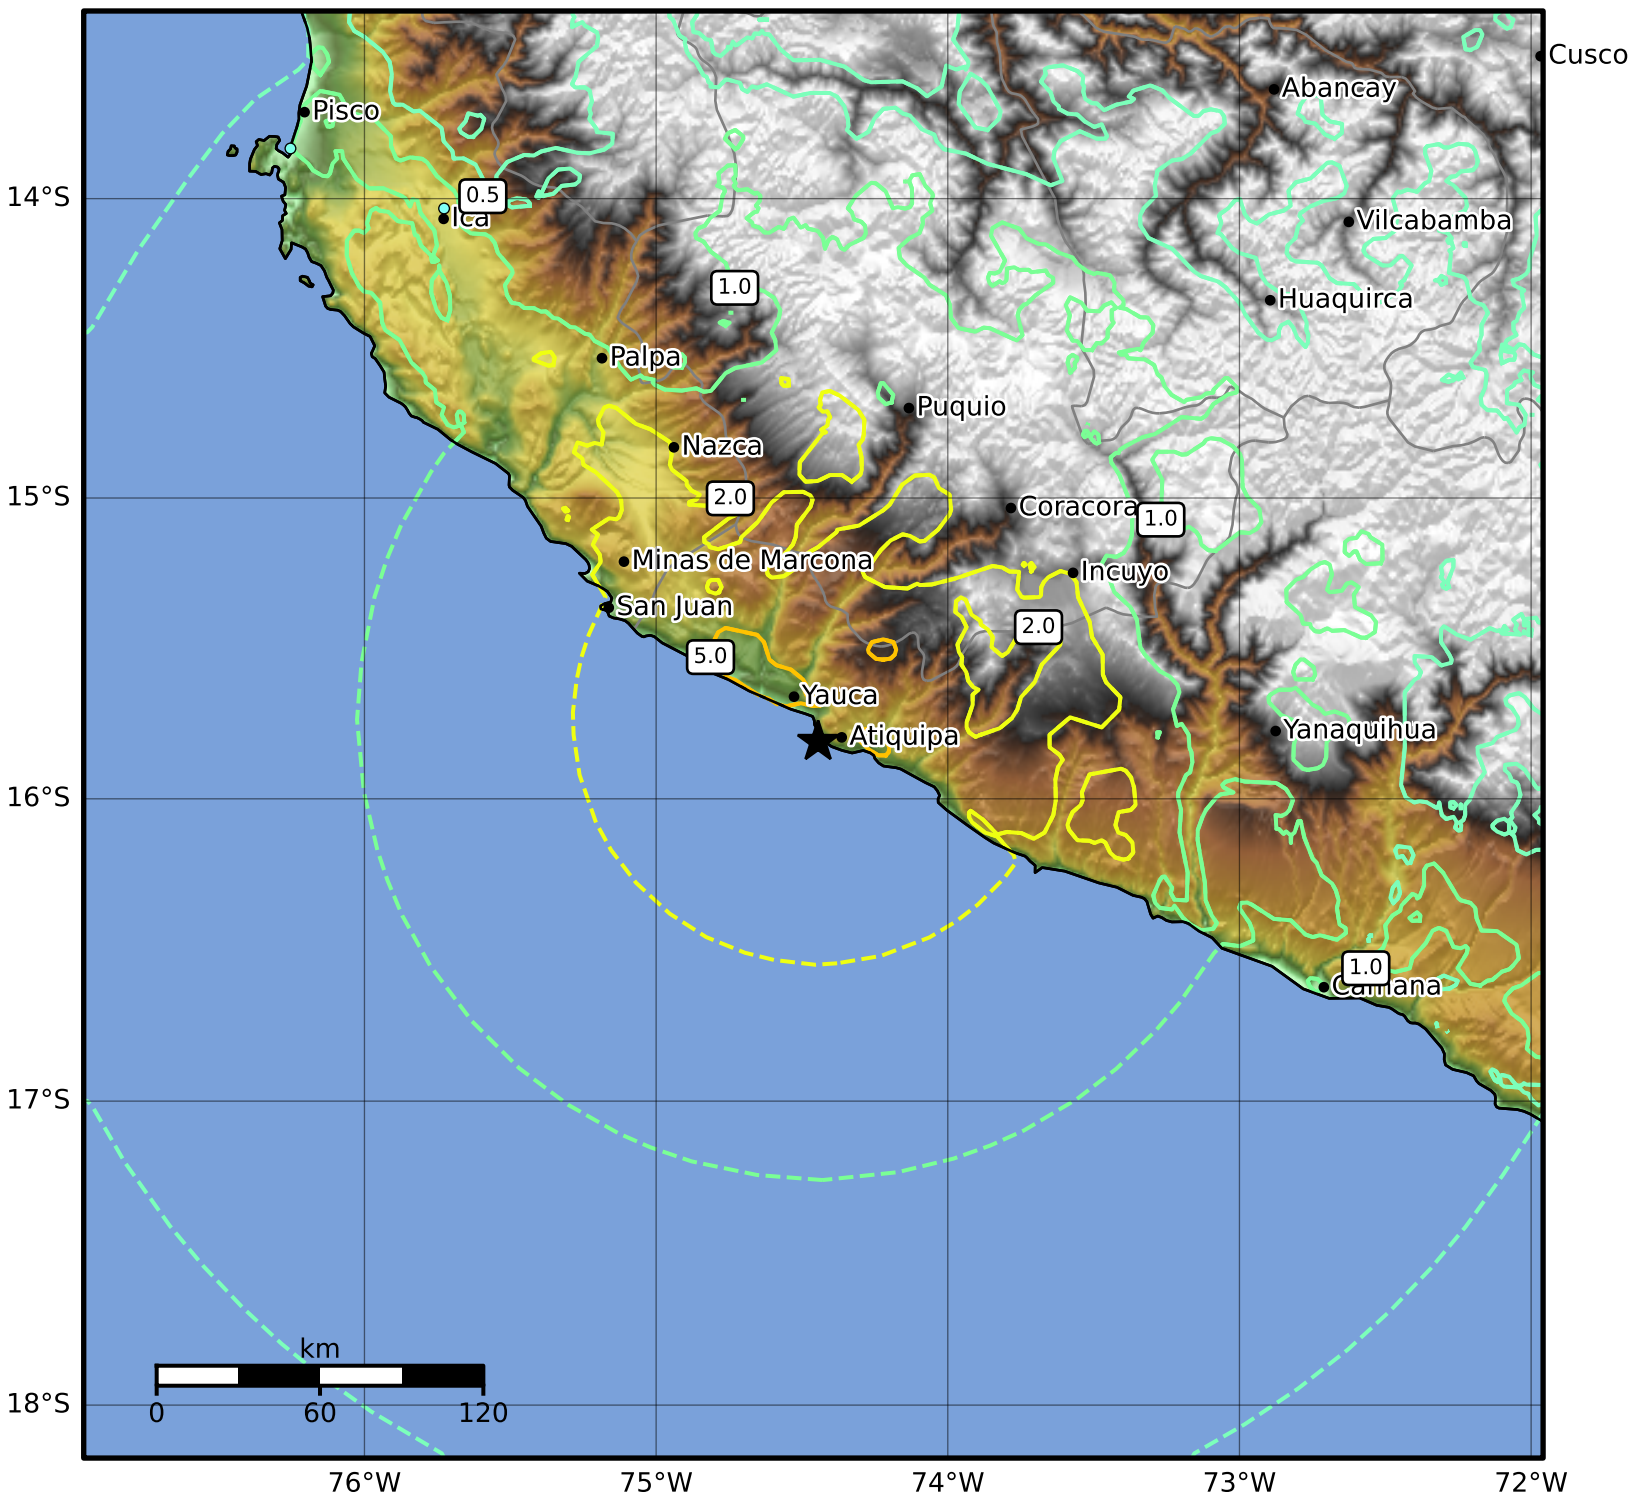 Cusco
Abancay
Pisco
14°S
0.5
Ica
Vilcabamba
1.0
Huaquirca
Palpa
Puquio
Nazca
15°S
2.0
Coracora
1.0
Minas de Marcona
Incuyo
San Juan
2.0
5.0
Yauca
Atiquipa
Yanaquihua
16°S
1.0
Camana
17°S
km
0 60 120
18°S
76°W 75°W 74°W 73°W 72°W